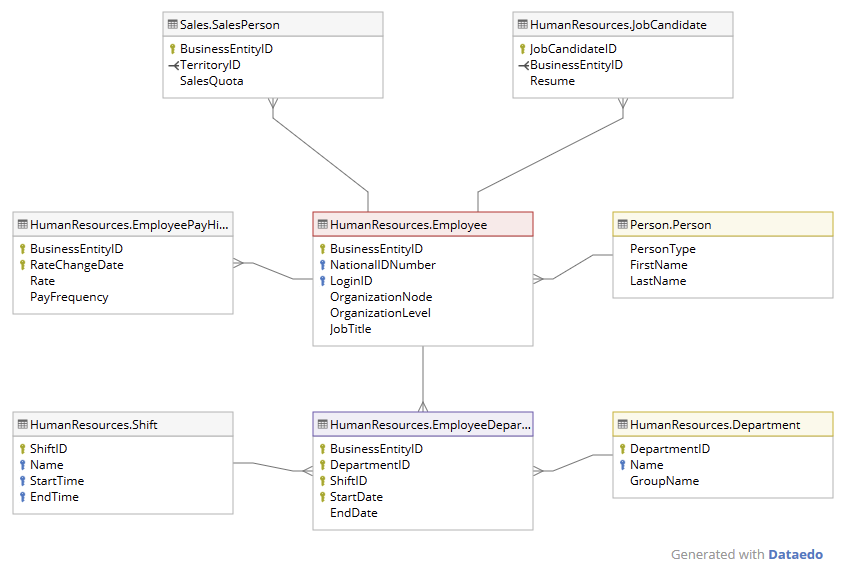 Sales.SalesPerson
BusinessEntityID
TerritoryID
SalesQuota
HumanResources.JobCandidate
JobCandidateID
BusinessEntityID
Resume
HumanResources.EmployeePayHi...
BusinessEntityID
RateChangeDate
Rate
PayFrequency
HumanResources.Employee
BusinessEntityID
NationalIDNumber
LoginID
OrganizationNode
OrganizationLevel
JobTitle
Person.Person
PersonType
FirstName
LastName
HumanResources.Shift
ShiftID
Name
StartTime
EndTime
HumanResources.EmployeeDepar...
BusinessEntityID
DepartmentID
ShiftID
StartDate
EndDate
HumanResources.Department
DepartmentID
Name
GroupName
Generated with Dataedo